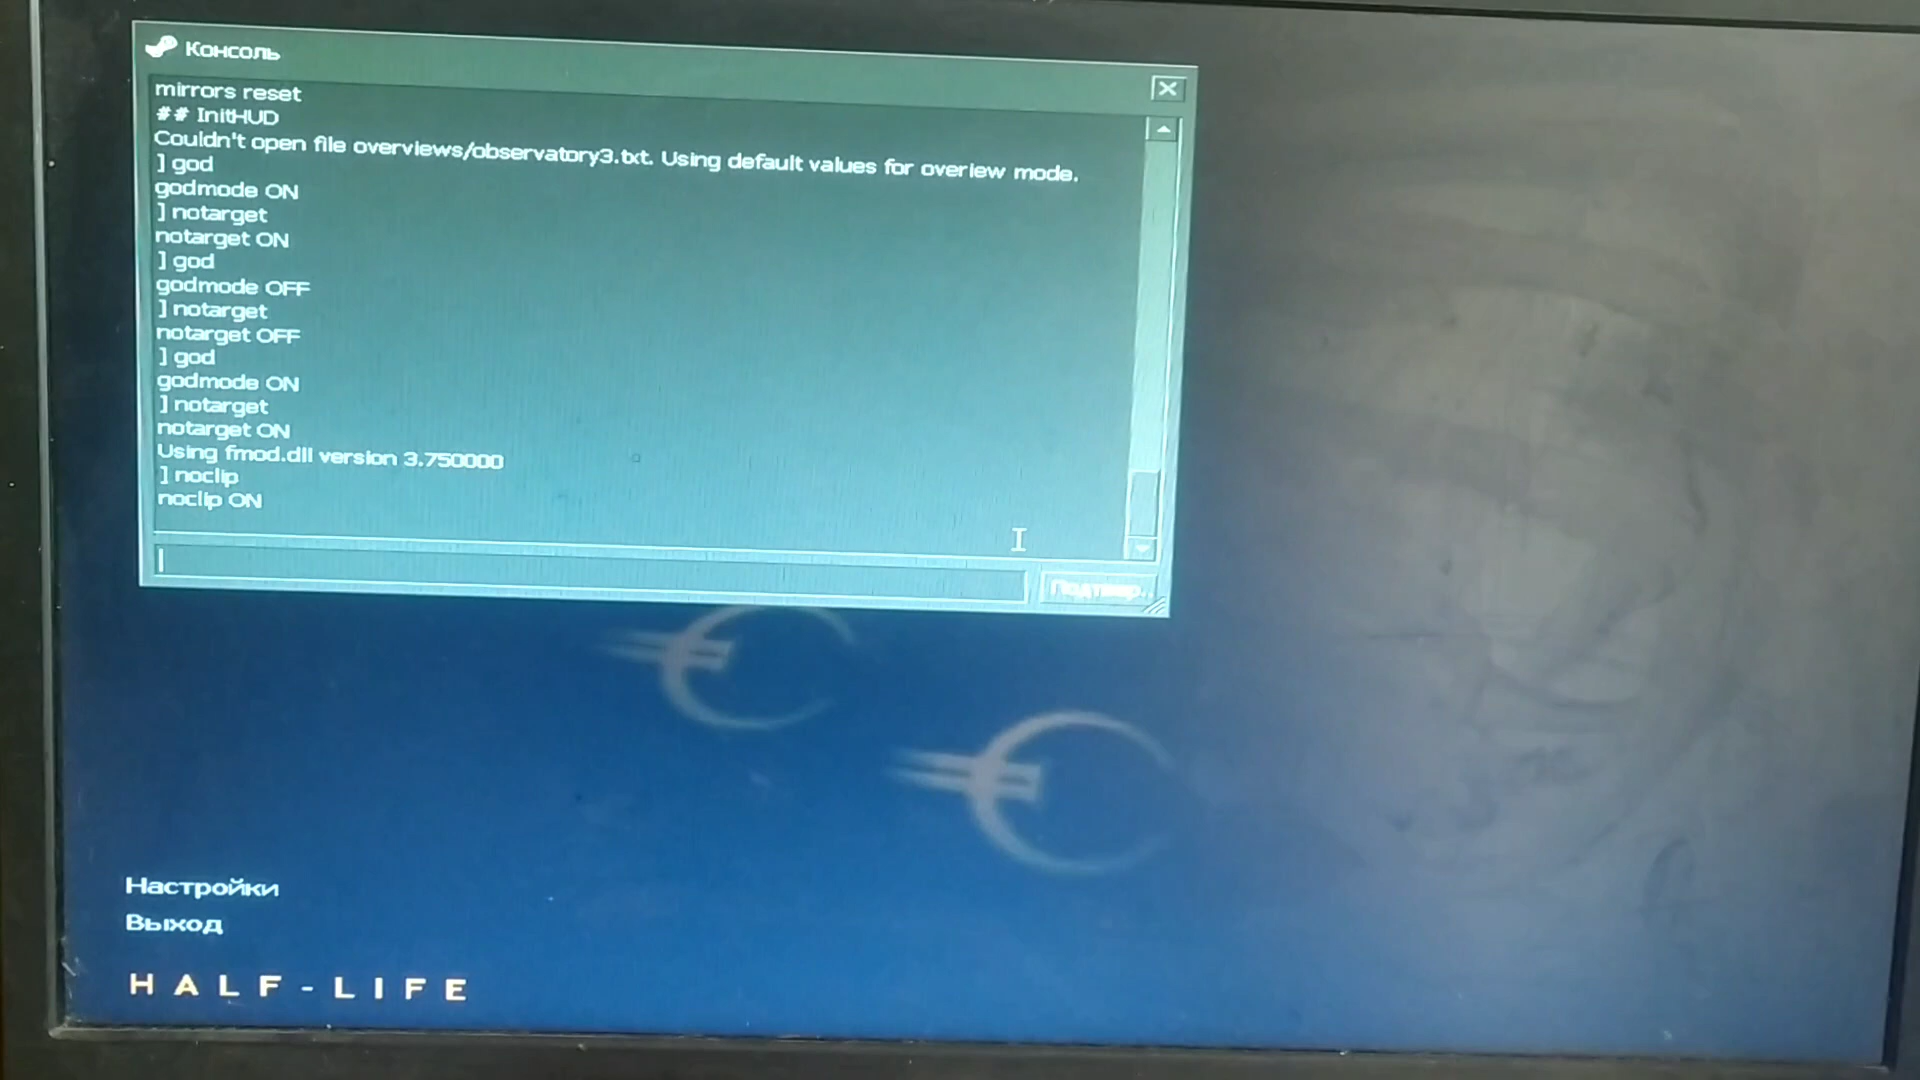 Консоль
mirrors reset
## InitHUD
Couldn't open file overviews/observatory3.txt. Using default values for overiew mode.
] god
godmode ON
] notarget
notarget ON
] god
godmode OFF
] notarget
notarget OFF
] god
godmode ON
] notarget
notarget ON
Using fmod.dll version 3.750000
] noclip
noclip ON
Подтвер...
Настройки
Выход
HALF-LIFE